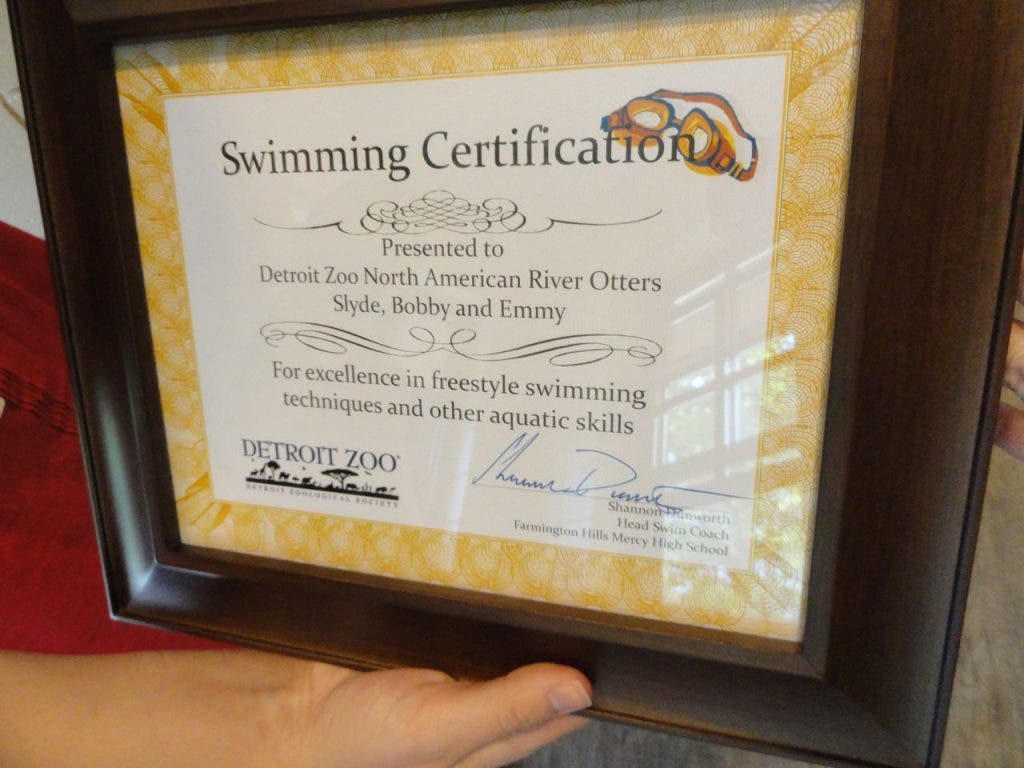 Swimming Certification
Presented to
Detroit Zoo North American River Otters
Slyde, Bobby and Emmy
For excellence in freestyle swimming
techniques and other aquatic skills
DETROIT ZOO®
DETROIT ZOOLOGICAL SOCIETY
Shannon Dunworth
Head Swim Coach
Farmington Hills Mercy High School